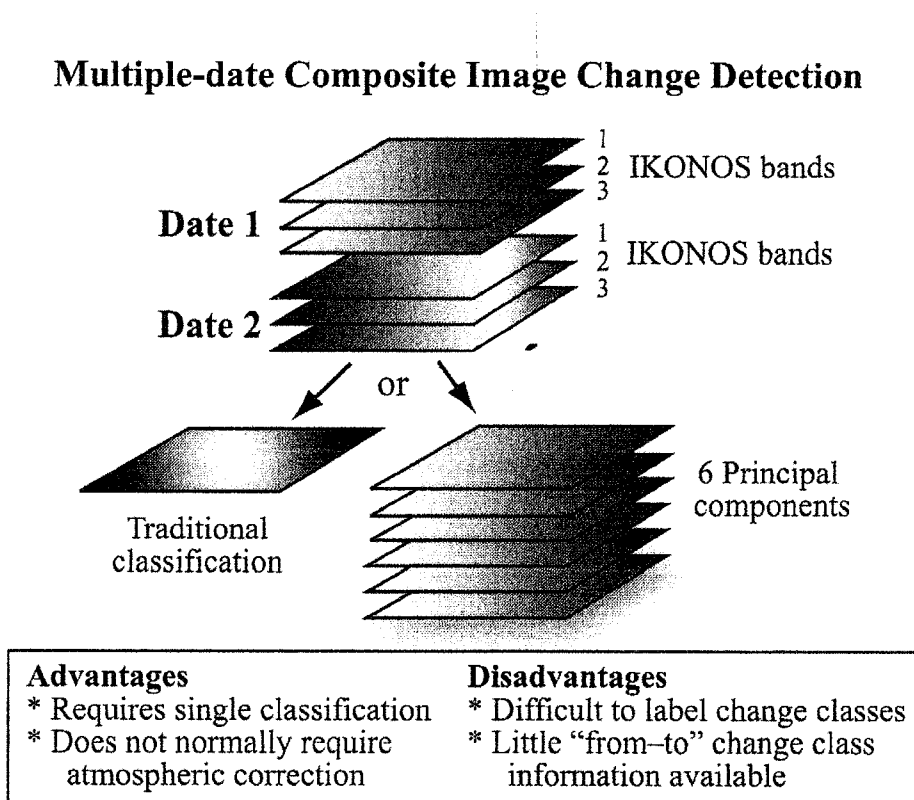 Multiple-date Composite Image Change Detection
1
2 IKONOS bands
3
Date 1
1
2 IKONOS bands
3
Date 2
or
6 Principal
components
Traditional
classification
Advantages
* Requires single classification
* Does not normally require
atmospheric correction
Disadvantages
* Difficult to label change classes
* Little “from–to” change class
information available